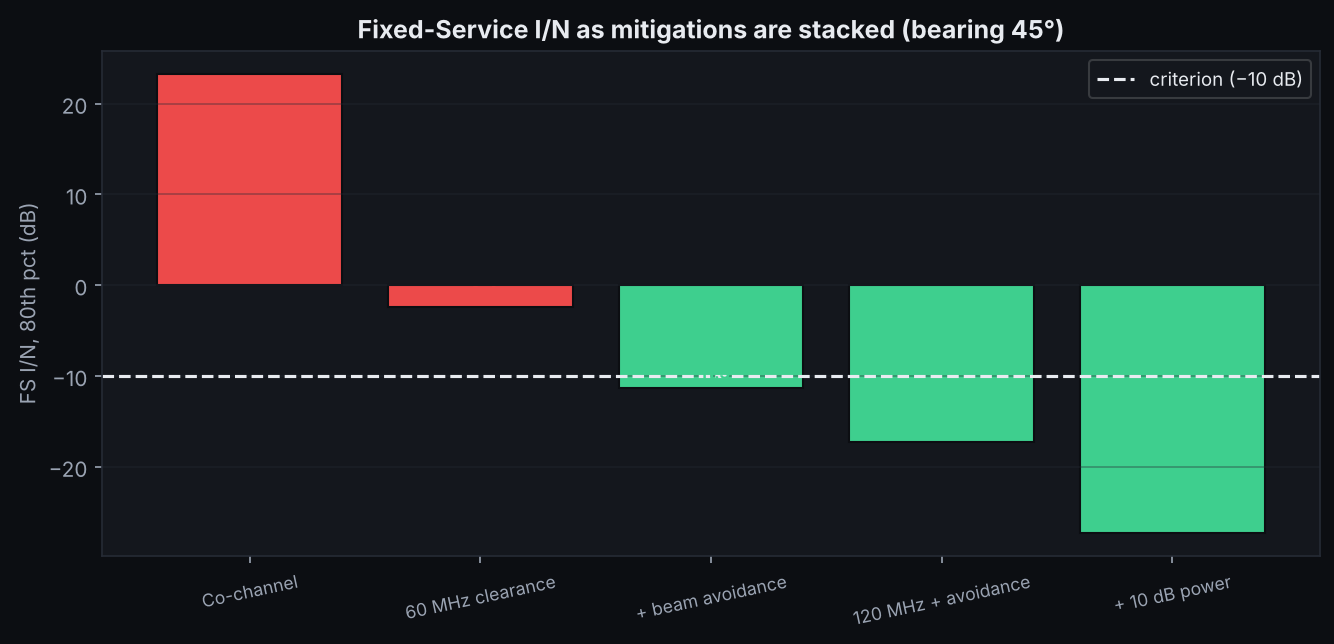 Fixed-Service I/N as mitigations are stacked (bearing 45°)
criterion (−10 dB)
FS I/N, 80th pct (dB)
20
10
0
−10
−20
Co-channel
60 MHz clearance
+ beam avoidance
120 MHz + avoidance
+ 10 dB power